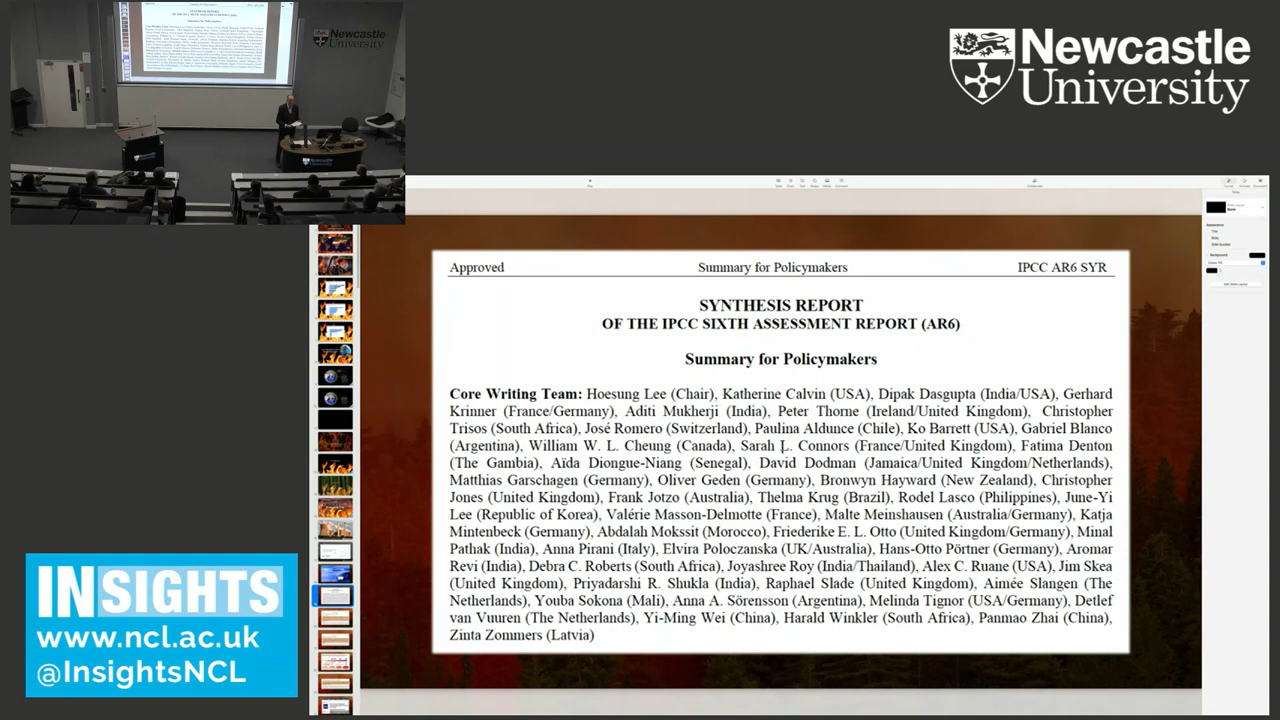 Newcastle
University
Approved Summary for Policymakers IPCC AR6 SYR
SYNTHESIS REPORT
OF THE IPCC SIXTH ASSESSMENT REPORT (AR6)
Summary for Policymakers
Core Writing Team: Hoesung Lee (Chair), Katherine Calvin (USA), Dipak Dasgupta (India/USA), Gerhard
Krinner (France/Germany), Aditi Mukherji (India), Peter Thorne (Ireland/United Kingdom), Christopher
Trisos (South Africa), José Romero (Switzerland), Paulina Aldunce (Chile), Ko Barrett (USA), Gabriel Blanco
(Argentina), William W. L. Cheung (Canada), Sarah L. Connors (France/United Kingdom), Fatima Denton
(The Gambia), Aïda Diongue-Niang (Senegal), David Dodman (Jamaica/United Kingdom/Netherlands),
Matthias Garschagen (Germany), Oliver Geden (Germany), Bronwyn Hayward (New Zealand), Christopher
Jones (United Kingdom), Frank Jotzo (Australia), Thelma Krug (Brazil), Rodel Lasco (Philippines), June-Yi
Lee (Republic of Korea), Valérie Masson-Delmotte (France), Malte Meinshausen (Australia/Germany), Katja
Mintenbeck (Germany), Abdalah Mokssit (Morocco), Friederike E. L. Otto (United Kingdom/Germany), Minal
Pathak (India), Anna Pirani (Italy), Elvira Poloczanska (UK/Australia), Hans-Otto Pörtner (Germany), Aromar
Revi (India), Debra C. Roberts (South Africa), Joyashree Roy (India/Thailand), Alex C. Ruane (USA), Jim Skea
(United Kingdom), Priyadarshi R. Shukla (India), Raphael Slade (United Kingdom), Aimée Slangen (The
Netherlands), Youba Sokona (Mali), Anna A. Sörensson (Argentina), Melinda Tignor (USA/Germany), Detlef
van Vuuren (The Netherlands), Yi-Ming Wei (China), Harald Winkler (South Africa), Panmao Zhai (China),
Zinta Zommers (Latvia)
INSIGHTS
www.ncl.ac.uk
@InsightsNCL